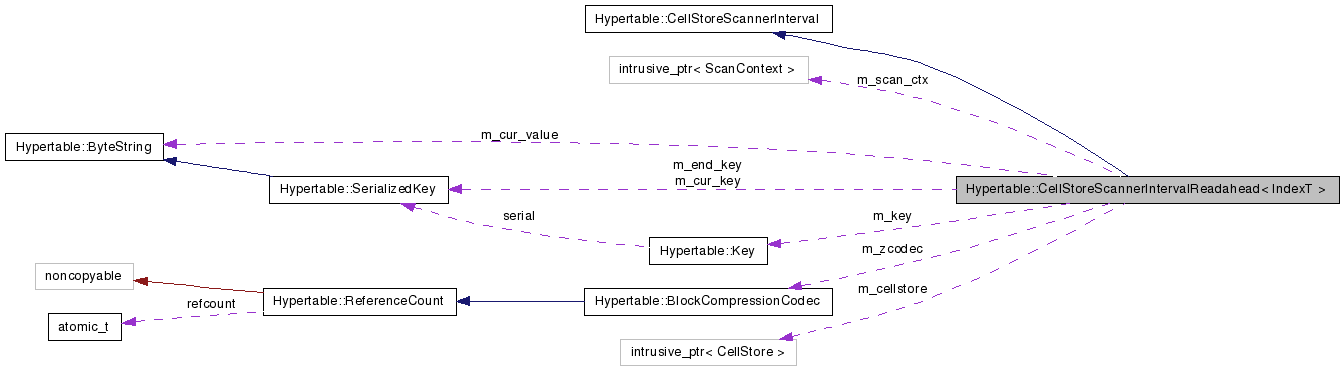 Hypertable::CellStoreScannerInterval
intrusive_ptr< ScanContext >
m_scan_ctx
m_cur_value
Hypertable::ByteString
m_end_key
m_cur_key
Hypertable::SerializedKey
Hypertable::CellStoreScannerIntervalReadahead< IndexT >
serial
m_key
Hypertable::Key
m_zcodec
noncopyable
m_cellstore
refcount
Hypertable::ReferenceCount
Hypertable::BlockCompressionCodec
atomic_t
intrusive_ptr< CellStore >